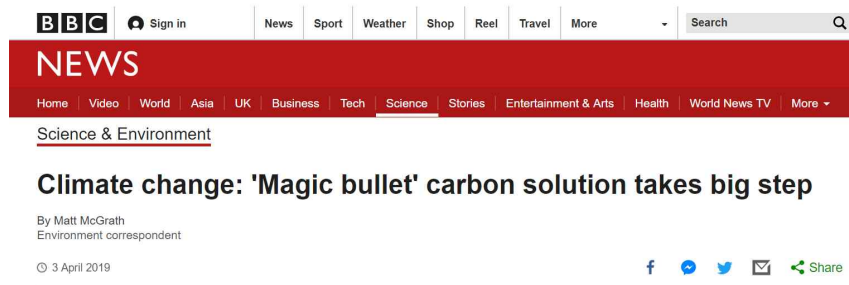 BBC Sign in News Sport Weather Shop Reel Travel More Search
NEWS
Home Video World Asia UK Business Tech Science Stories Entertainment & Arts Health World News TV More
Science & Environment
Climate change: 'Magic bullet' carbon solution takes big step
By Matt McGrath
Environment correspondent
3 April 2019 Share